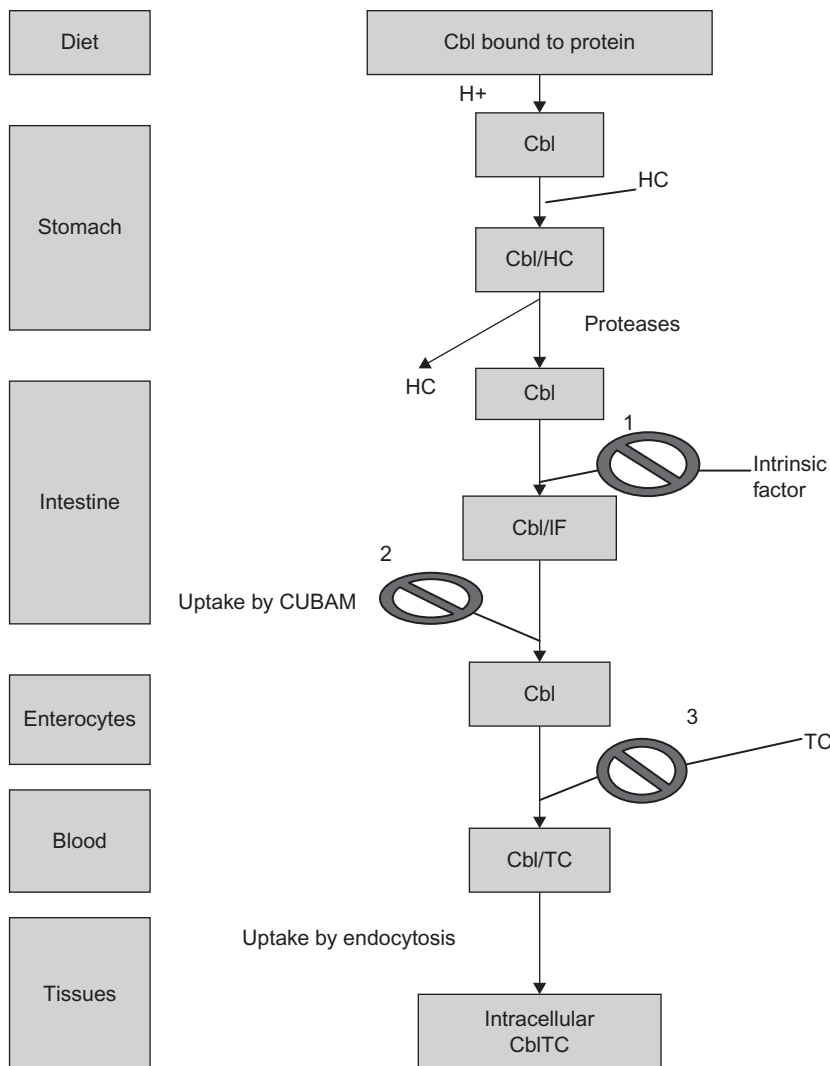 Diet
Cbl bound to protein
H+
Cbl
HC
Stomach
Cbl/HC
Proteases
HC
Cbl
1
Intrinsic
factor
Intestine
Cbl/IF
2
Uptake by CUBAM
Cbl
Enterocytes
3
TC
Blood
Cbl/TC
Uptake by endocytosis
Tissues
Intracellular
CblTC